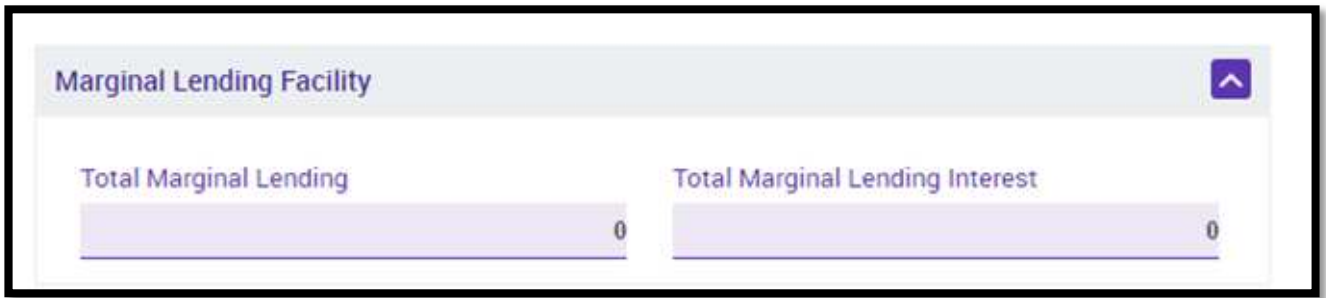 Marginal Lending Facility
Total Marginal Lending
Total Marginal Lending Interest
0
0